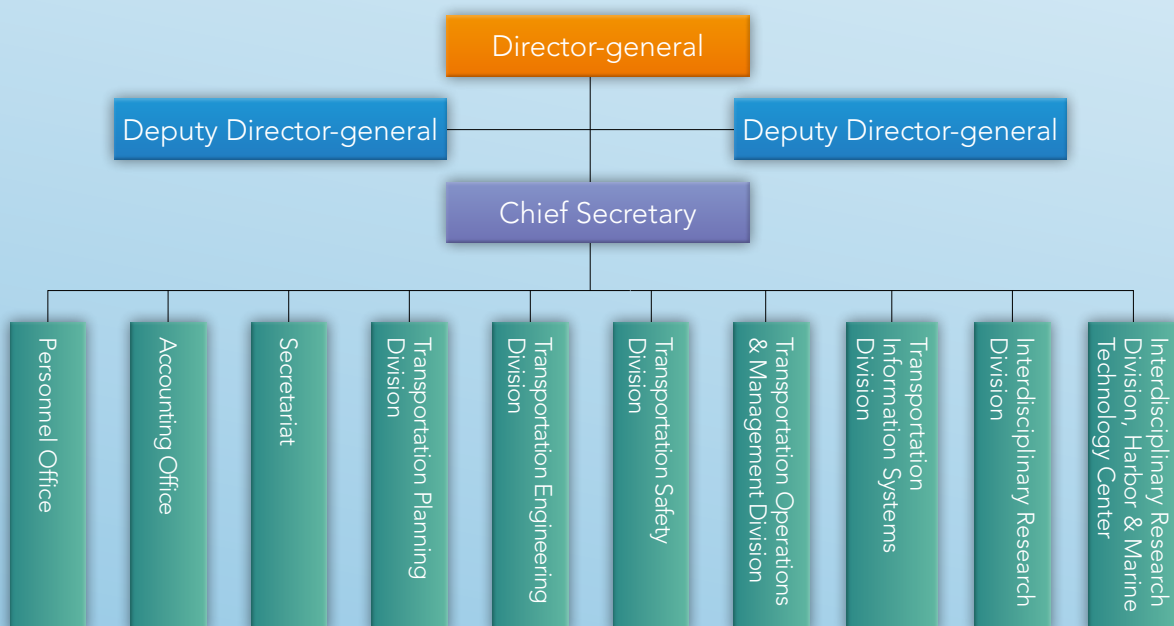 Director-general
Deputy Director-general
Deputy Director-general
Chief Secretary
Personnel Office
Accounting Office
Secretariat
Transportation Planning
Division
Transportation Engineering
Division
Transportation Safety
Division
Transportation Operations
& Management Division
Transportation
Information Systems
Division
Interdisciplinary Research
Division
Interdisciplinary Research
Division, Harbor & Marine
Technology Center